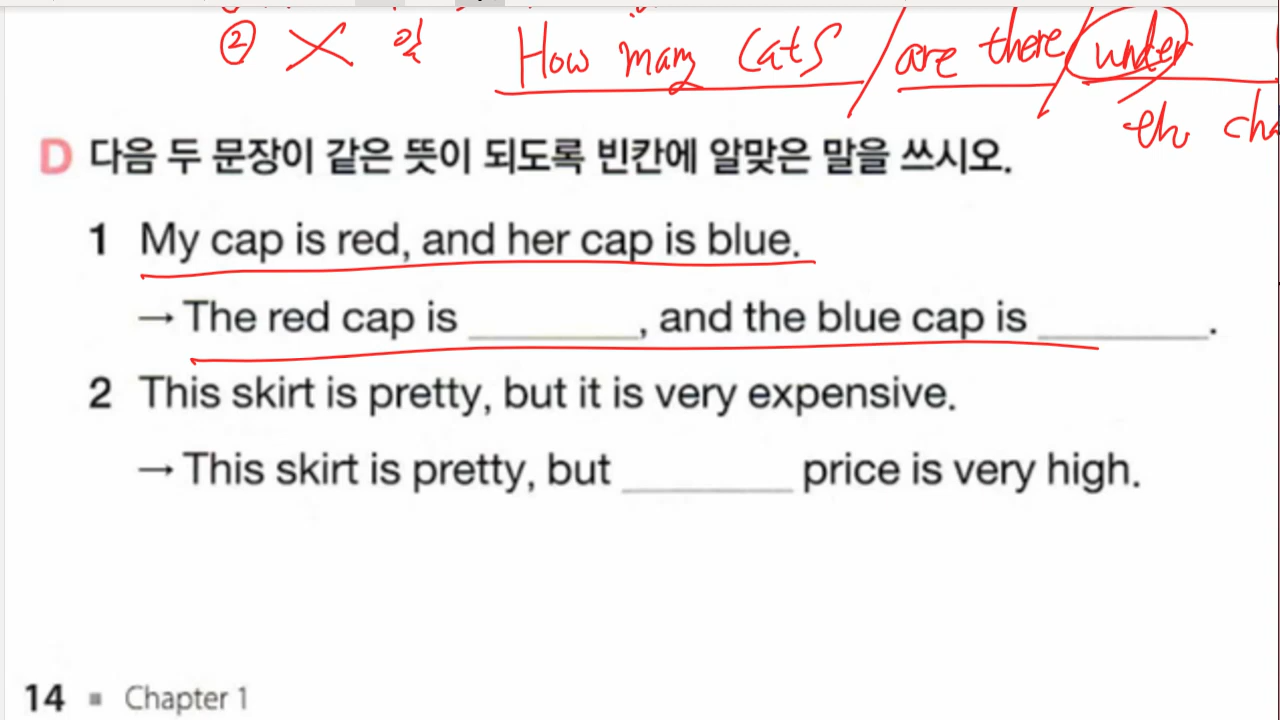 ② X 일 How many cats / are there / under
the cha
D 다음 두 문장이 같은 뜻이 되도록 빈칸에 알맞은 말을 쓰시오.
1 My cap is red, and her cap is blue.
→ The red cap is ________, and the blue cap is ________.
2 This skirt is pretty, but it is very expensive.
→ This skirt is pretty, but ________ price is very high.
14 ■ Chapter 1